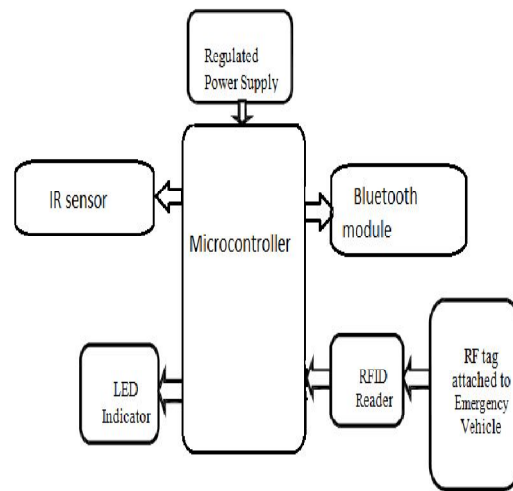 Regulated
Power Supply
IR sensor
Bluetooth
module
Microcontroller
LED
Indicator
RFID
Reader
RF tag
attached to
Emergency
Vehicle